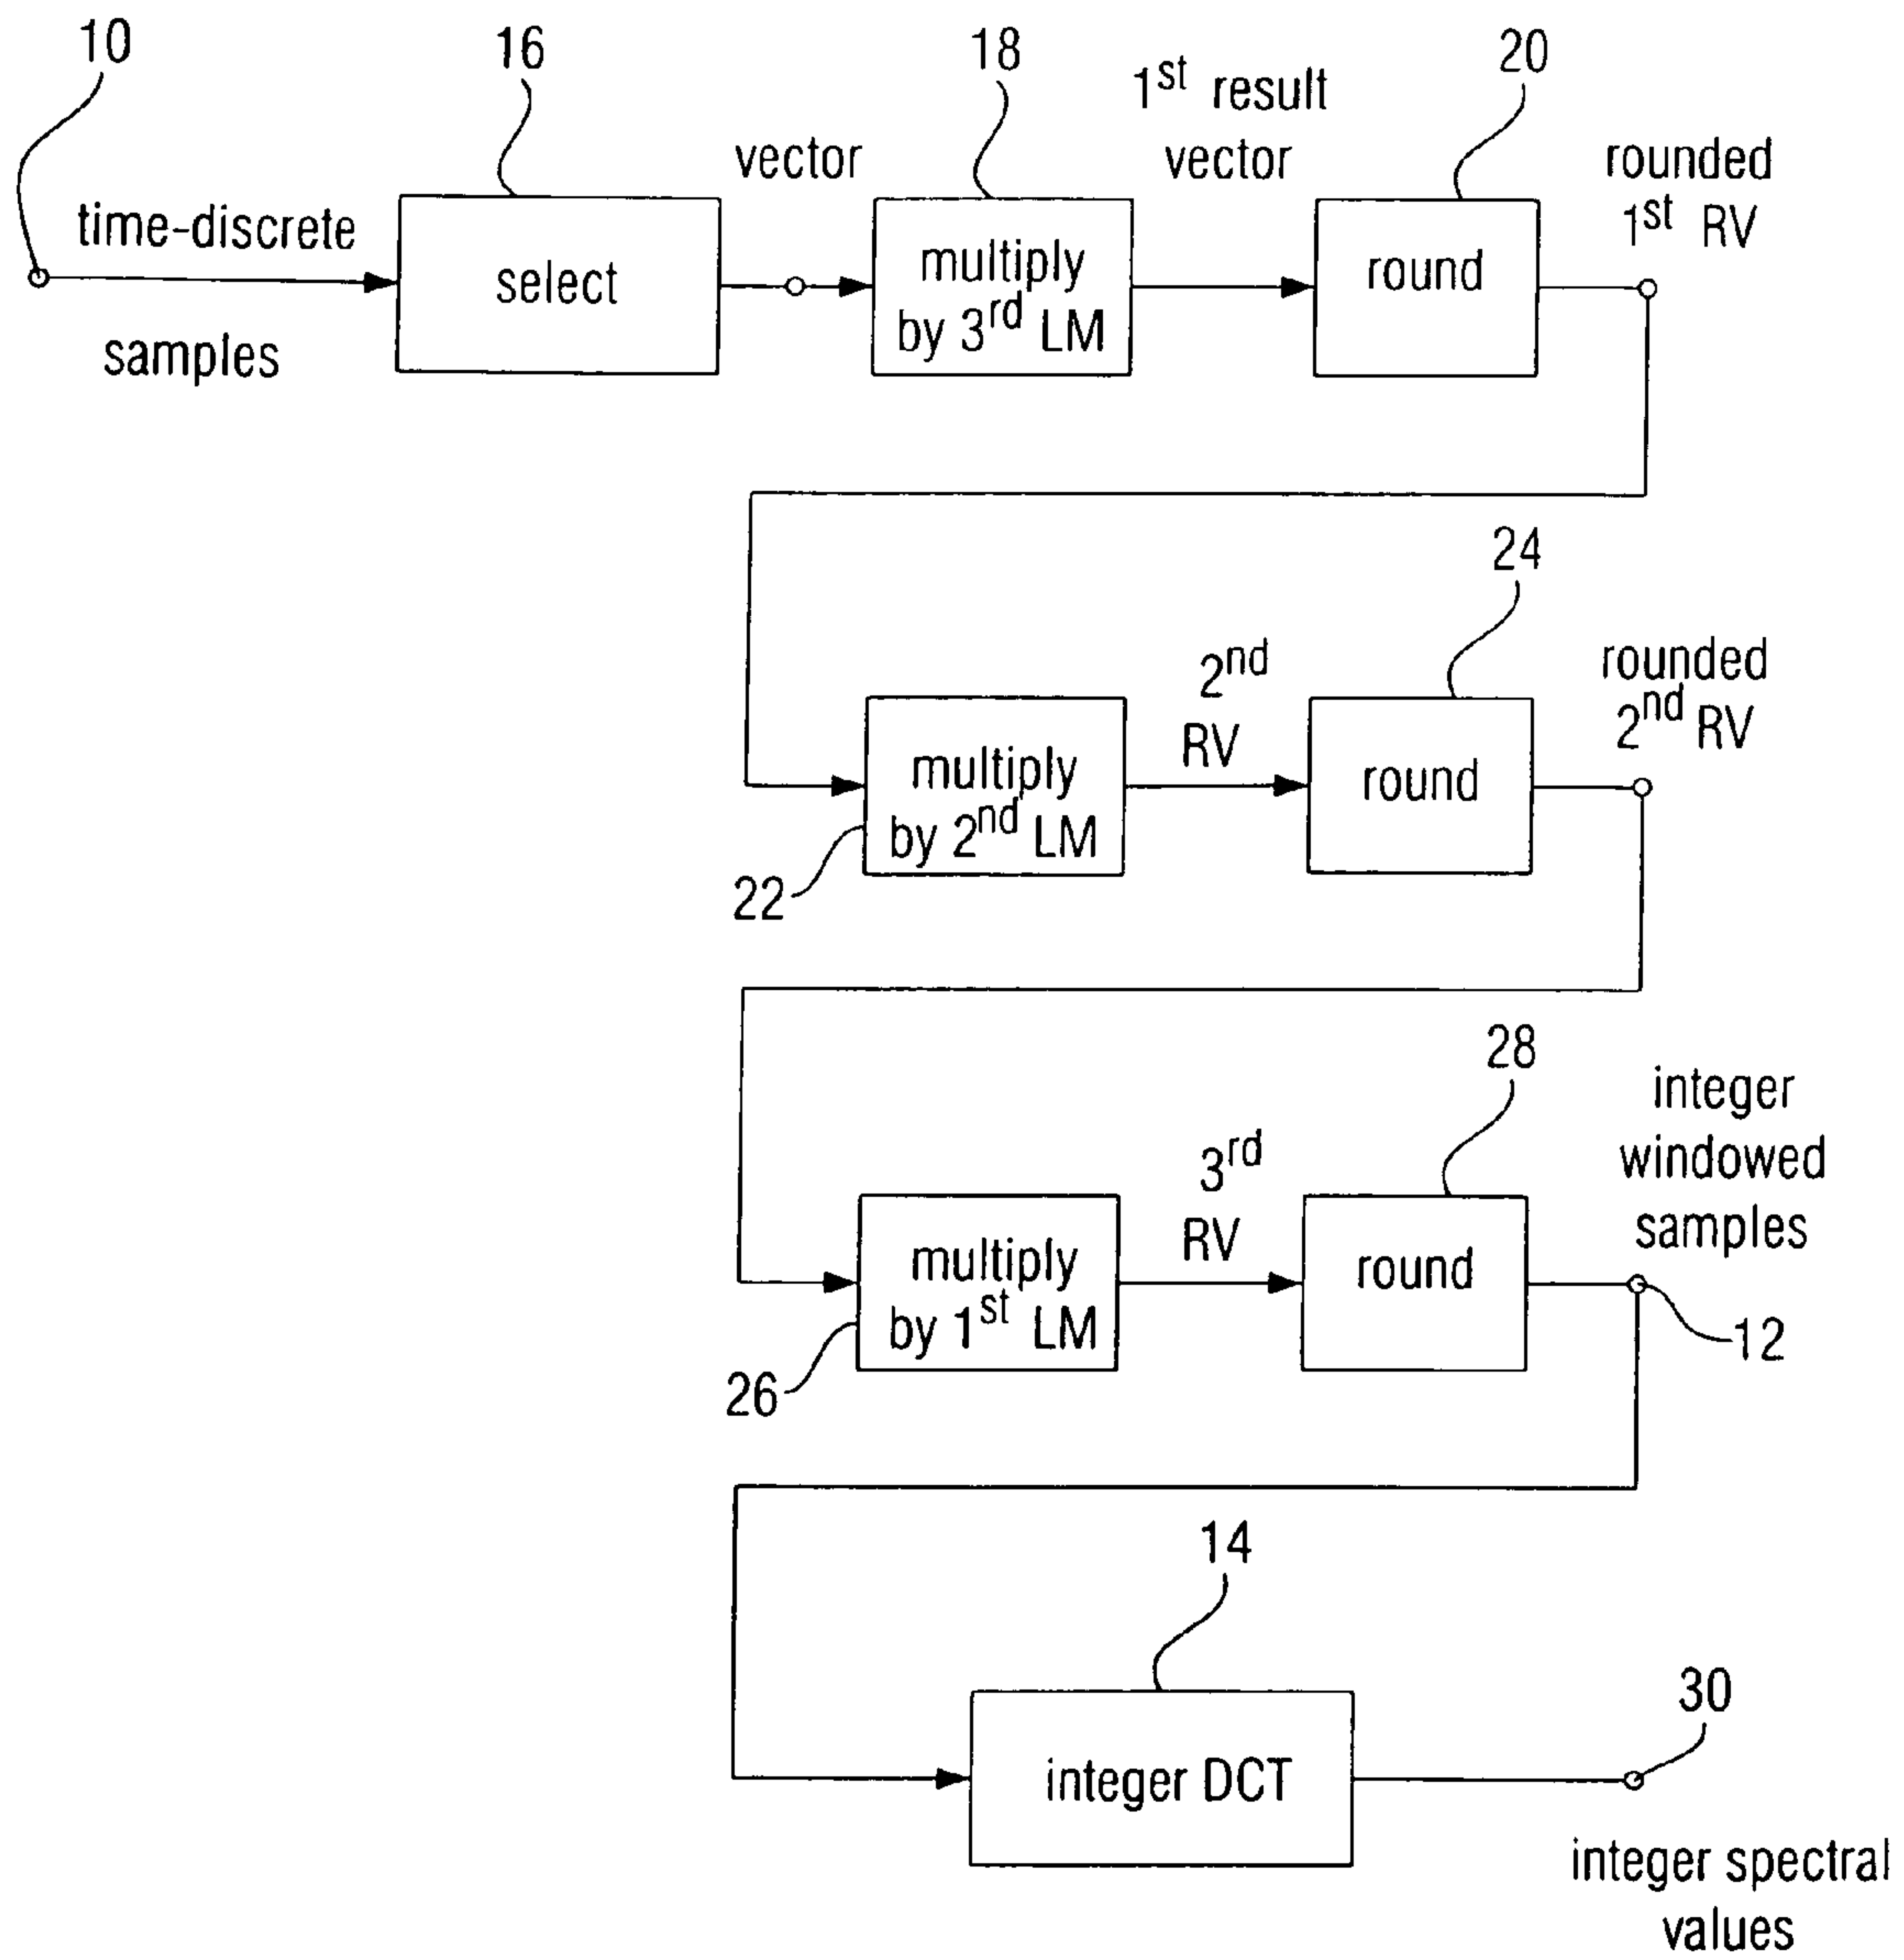 10
16
18
20
1st result
vector
vector
rounded
1st RV
time-discrete
samples
select
multiply
by 3rd LM
round
24
2nd
RV
rounded
2nd RV
multiply
by 2nd LM
round
22
28
integer
windowed
samples
3rd
RV
multiply
by 1st LM
round
12
26
14
30
integer DCT
integer spectral
values